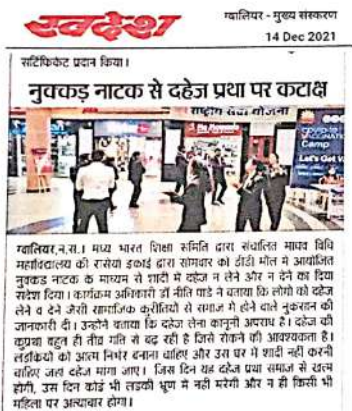 स्वदेश
ग्वालियर - मुख्य संस्करण
14 Dec 2021
सर्टिफिकेट प्रदान किया।
नुक्कड़ नाटक से दहेज प्रथा पर कटाक्ष
राष्ट्रीय सेवा योजना
covid-19
VACCINATION
Camp
Let's Get
ग्वालियर,न.स.। मध्य भारत शिक्षा समिति द्वारा संचालित माधव विधि
महाविद्यालय की रासेयो इकाई द्वारा सोमवार को डीडी मॉल में आयोजित
नुक्कड़ नाटक के माध्यम से शादी में दहेज न लेने और न देने का दिया
संदेश दिया। कार्यक्रम अधिकारी डॉ नीति पांडे ने बताया कि लोगों को दहेज
लेने व देने जैसी सामाजिक कुरीतियों से समाज में होने वाले नुकसान की
जानकारी दी। उन्होंने बताया कि दहेज लेना कानूनी अपराध है। दहेज की
कुप्रथा बहुत ही तीव्र गति से बढ़ रही है जिसे रोकने की आवश्यकता है।
लड़कियों को आत्म निर्भर बनाना चाहिए और उस घर में शादी नहीं करनी
चाहिए जहां दहेज मांगा जाए। जिस दिन यह दहेज प्रथा समाज से खत्म
होगी, उस दिन कोई भी लड़की भ्रूण में नहीं मरेगी और न ही किसी भी
महिला पर अत्याचार होगा।